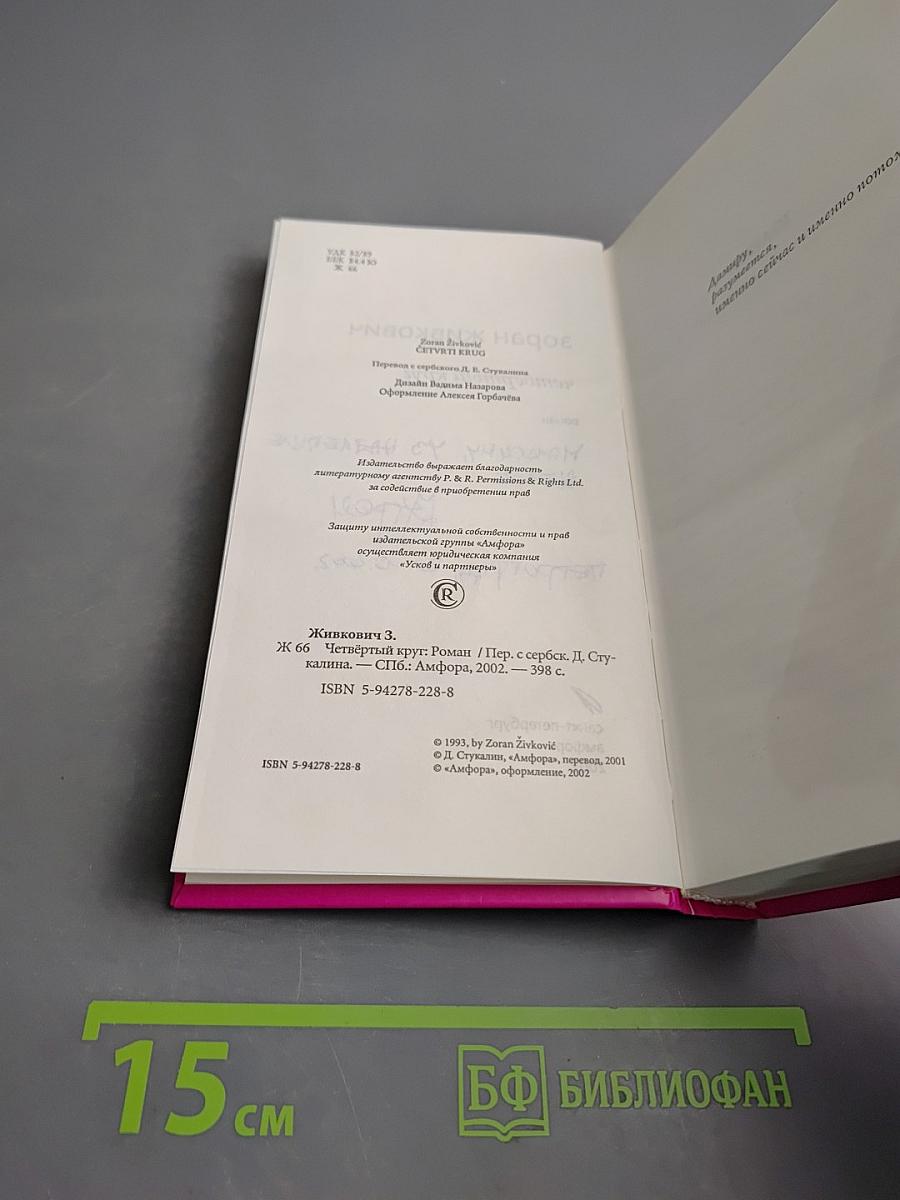 УДК 82/89
ББК 84.4 Ю
Ж 66
Zoran Živković
ČETVRTI KRUG
Перевод с сербского Д. В. Стукалина
Дизайн Вадима Назарова
Оформление Алексея Горбачёва
Издательство выражает благодарность
литературному агентству P. & R. Permissions & Rights Ltd.
за содействие в приобретении прав
Защиту интеллектуальной собственности и прав
издательской группы «Амфора»
осуществляет юридическая компания
«Усков и партнеры»
CR
Живкович З.
Ж 66 Четвёртый круг: Роман / Пер. с сербск. Д. Сту-
калина. — СПб.: Амфора, 2002. — 398 с.
ISBN 5-94278-228-8
© 1993, by Zoran Živković
© Д. Стукалин, «Амфора», перевод, 2001
ISBN 5-94278-228-8
© «Амфора», оформление, 2002
разумеется,
именно сейчас и именно
15 см
БФ БИБЛИОФАН